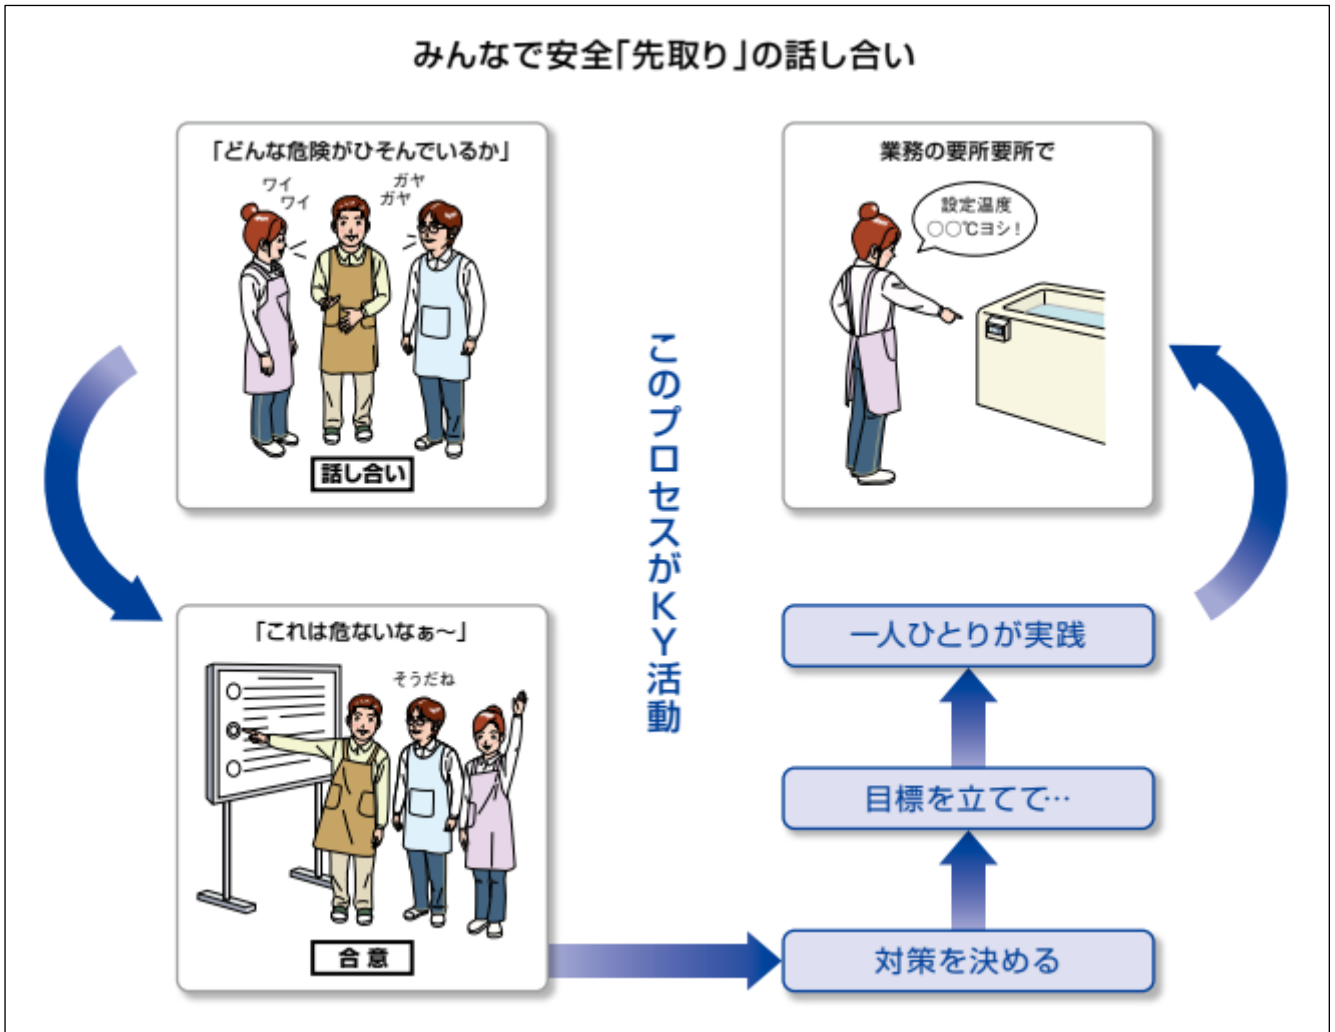 みんなで安全「先取り」の話し合い
「どんな危険がひそんでいるか」
ワイ
ワイ
ガヤ
ガヤ
話し合い
「これは危ないなぁ〜」
そうだね
合意
このプロセスがKY活動
対策を決める
目標を立てて…
一人ひとりが実践
業務の要所要所で
設定温度
○○℃ヨシ!